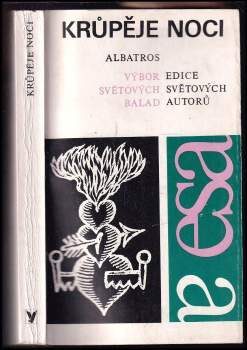 KRŮPĚJE NOCI
KRŮPĚJE NOCI
ALBATROS
VÝBOR EDICE
SVĚTOVÝCH SVĚTOVÝCH
BALAD AUTORŮ
esa
a